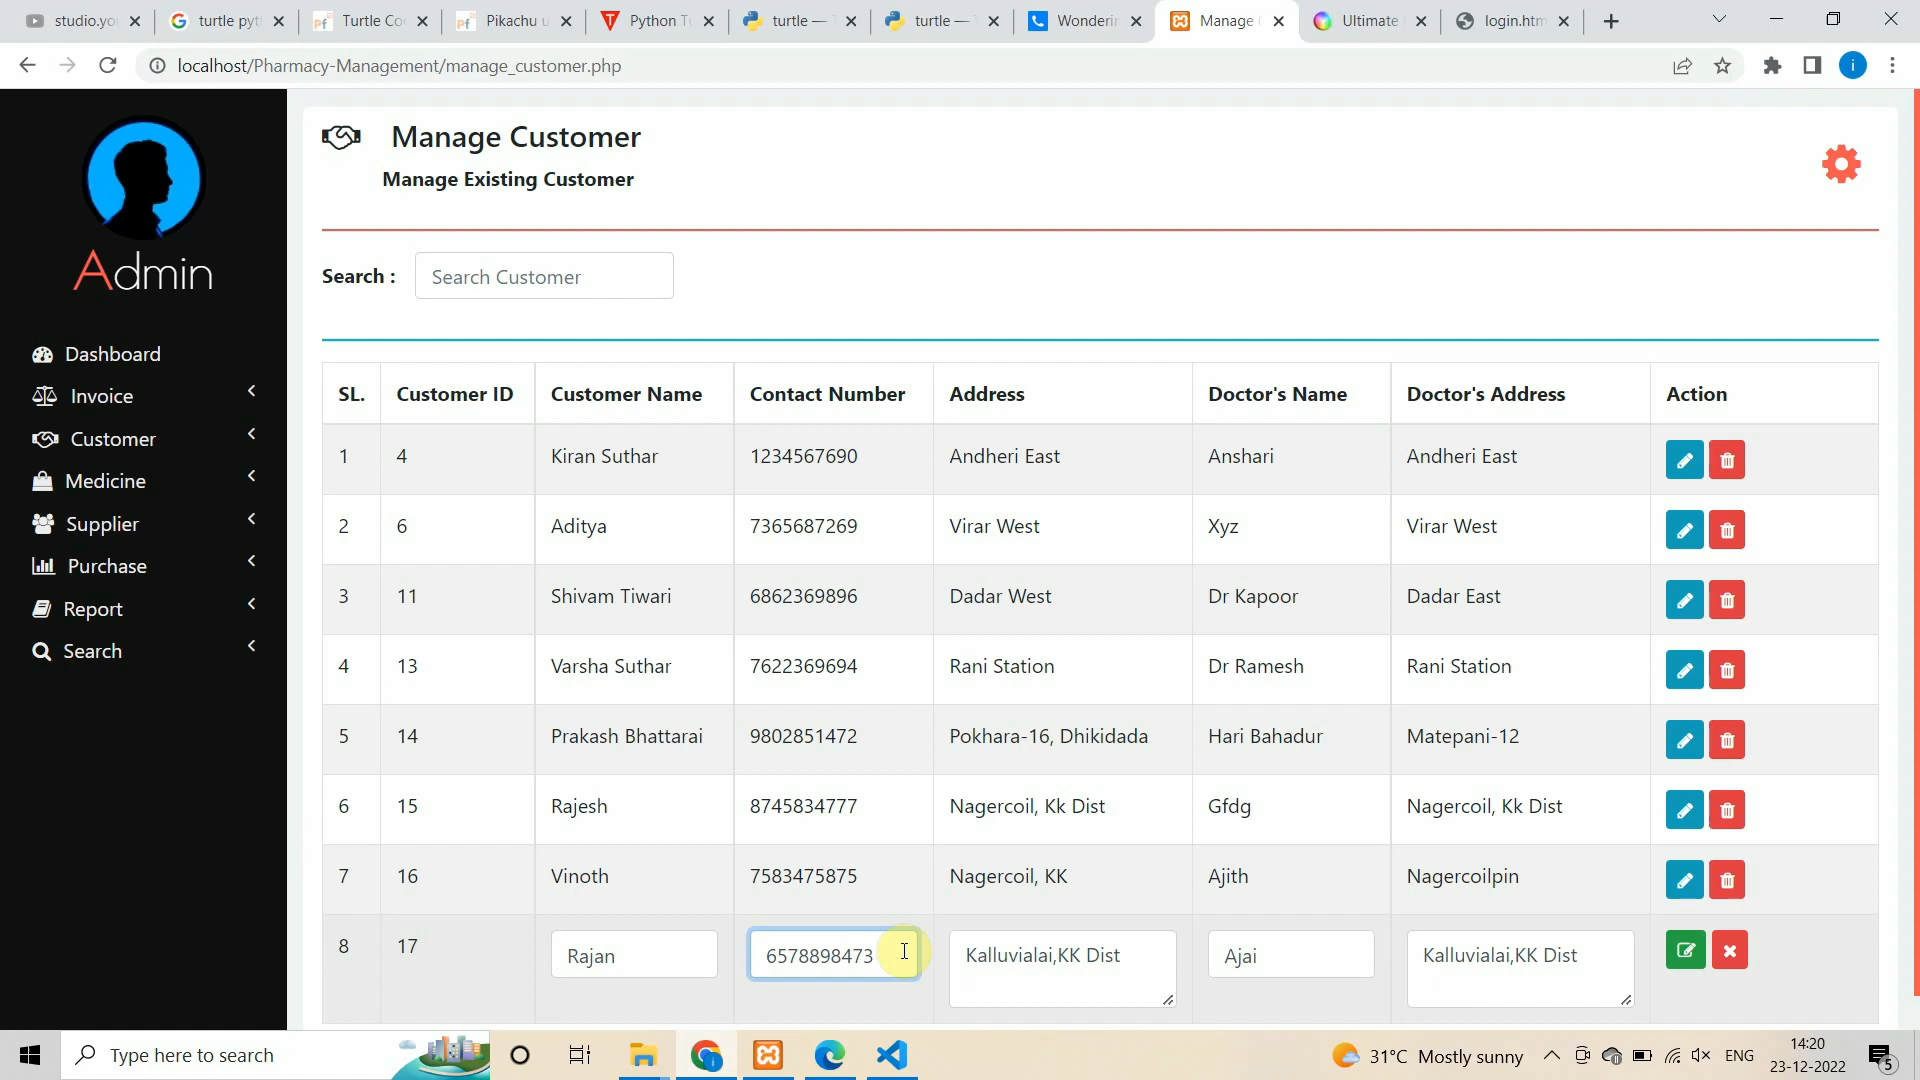 studio.yo
turtle pyt
Turtle Co
Pikachu u
Python T
turtle —
turtle —
Wonderin
Manage
Ultimate
login.htm
localhost/Pharmacy-Management/manage_customer.php
i
Admin
Dashboard
Invoice
Customer
Medicine
Supplier
Purchase
Report
Search
Manage Customer
Manage Existing Customer
Search :
Search Customer
SL. Customer ID Customer Name Contact Number Address Doctor's Name Doctor's Address Action
1 4 Kiran Suthar 1234567690 Andheri East Anshari Andheri East
2 6 Aditya 7365687269 Virar West Xyz Virar West
3 11 Shivam Tiwari 6862369896 Dadar West Dr Kapoor Dadar East
4 13 Varsha Suthar 7622369694 Rani Station Dr Ramesh Rani Station
5 14 Prakash Bhattarai 9802851472 Pokhara-16, Dhikidada Hari Bahadur Matepani-12
6 15 Rajesh 8745834777 Nagercoil, Kk Dist Gfdg Nagercoil, Kk Dist
7 16 Vinoth 7583475875 Nagercoil, KK Ajith Nagercoilpin
8 17 Rajan 6578898473 Kalluvialai,KK Dist Ajai Kalluvialai,KK Dist
Type here to search
31°C Mostly sunny
ENG
14:20
23-12-2022
5